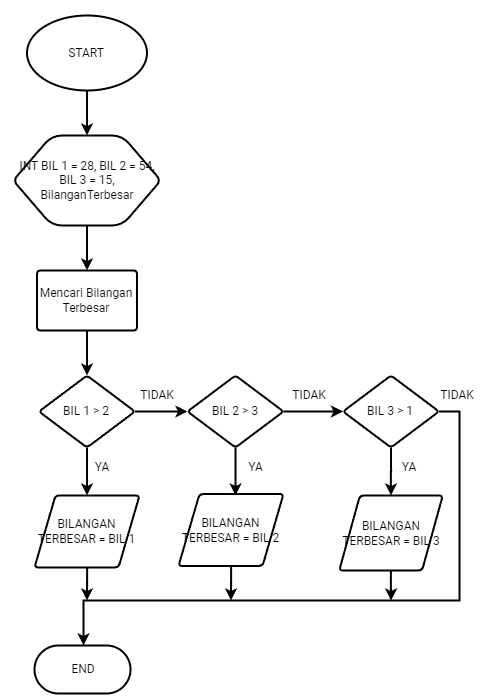 START
INT BIL 1 = 28, BIL 2 = 54,
BIL 3 = 15,
BilanganTerbesar
Mencari Bilangan
Terbesar
BIL 1 > 2
TIDAK
BIL 2 > 3
TIDAK
BIL 3 > 1
TIDAK
YA
YA
YA
BILANGAN
TERBESAR = BIL 1
BILANGAN
TERBESAR = BIL 2
BILANGAN
TERBESAR = BIL 3
END